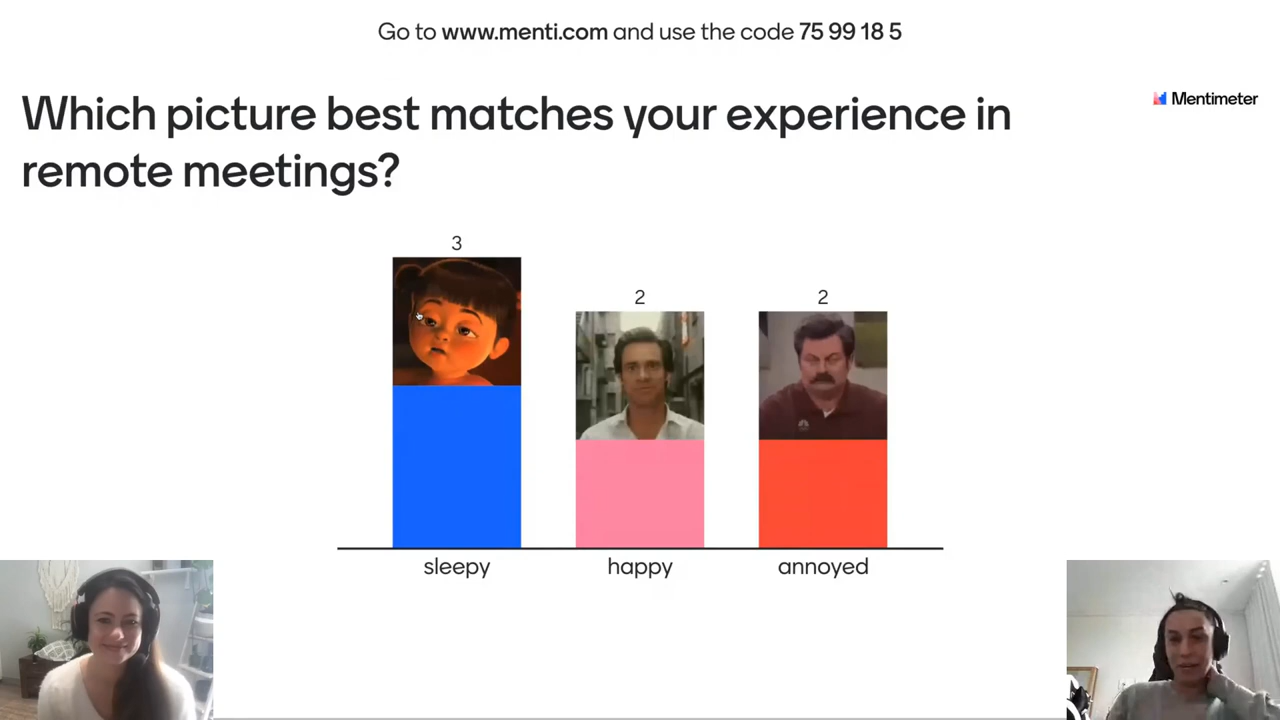 Go to www.menti.com and use the code 75 99 18 5
Which picture best matches your experience in
remote meetings?
Mentimeter
3
2
2
sleepy
happy
annoyed